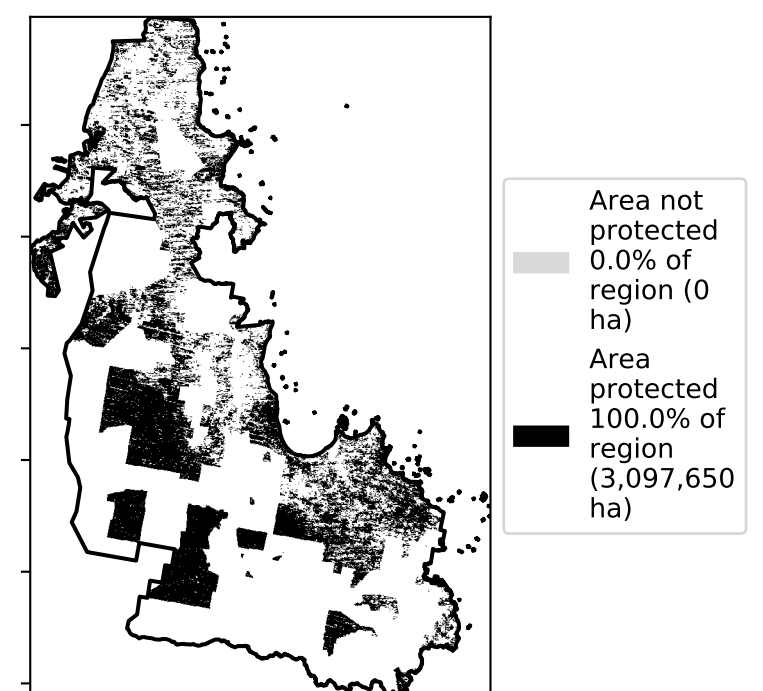 Area not
protected
0.0% of
region (0
ha)
Area
protected
100.0% of
region
(3,097,650
ha)